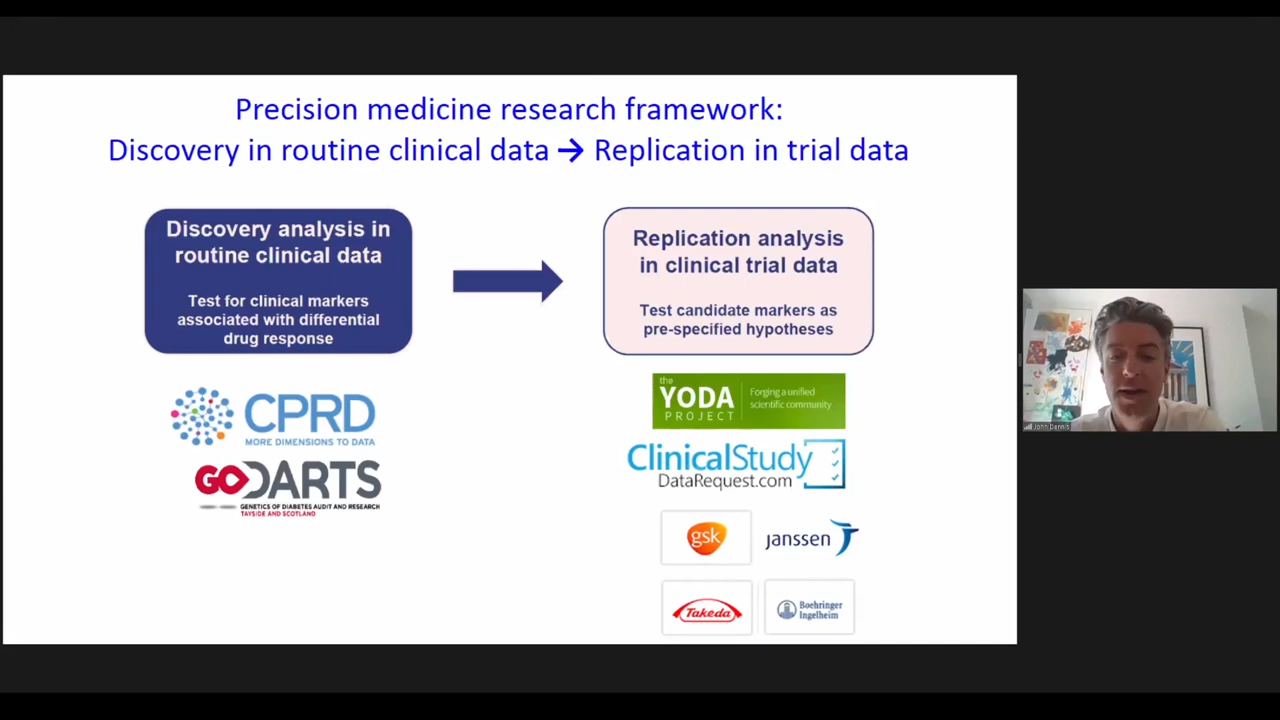 Precision medicine research framework:
Discovery in routine clinical data → Replication in trial data
Discovery analysis in
routine clinical data
Test for clinical markers
associated with differential
drug response
CPRD
MORE DIMENSIONS TO DATA
GODARTS
GENETICS OF DIABETES AUDIT AND RESEARCH
TAYSIDE AND SCOTLAND
Replication analysis
in clinical trial data
Test candidate markers as
pre-specified hypotheses
the
YODA
PROJECT
Forging a unified
scientific community
ClinicalStudy
DataRequest.com
gsk
janssen
Takeda
Boehringer
Ingelheim
John Dennis